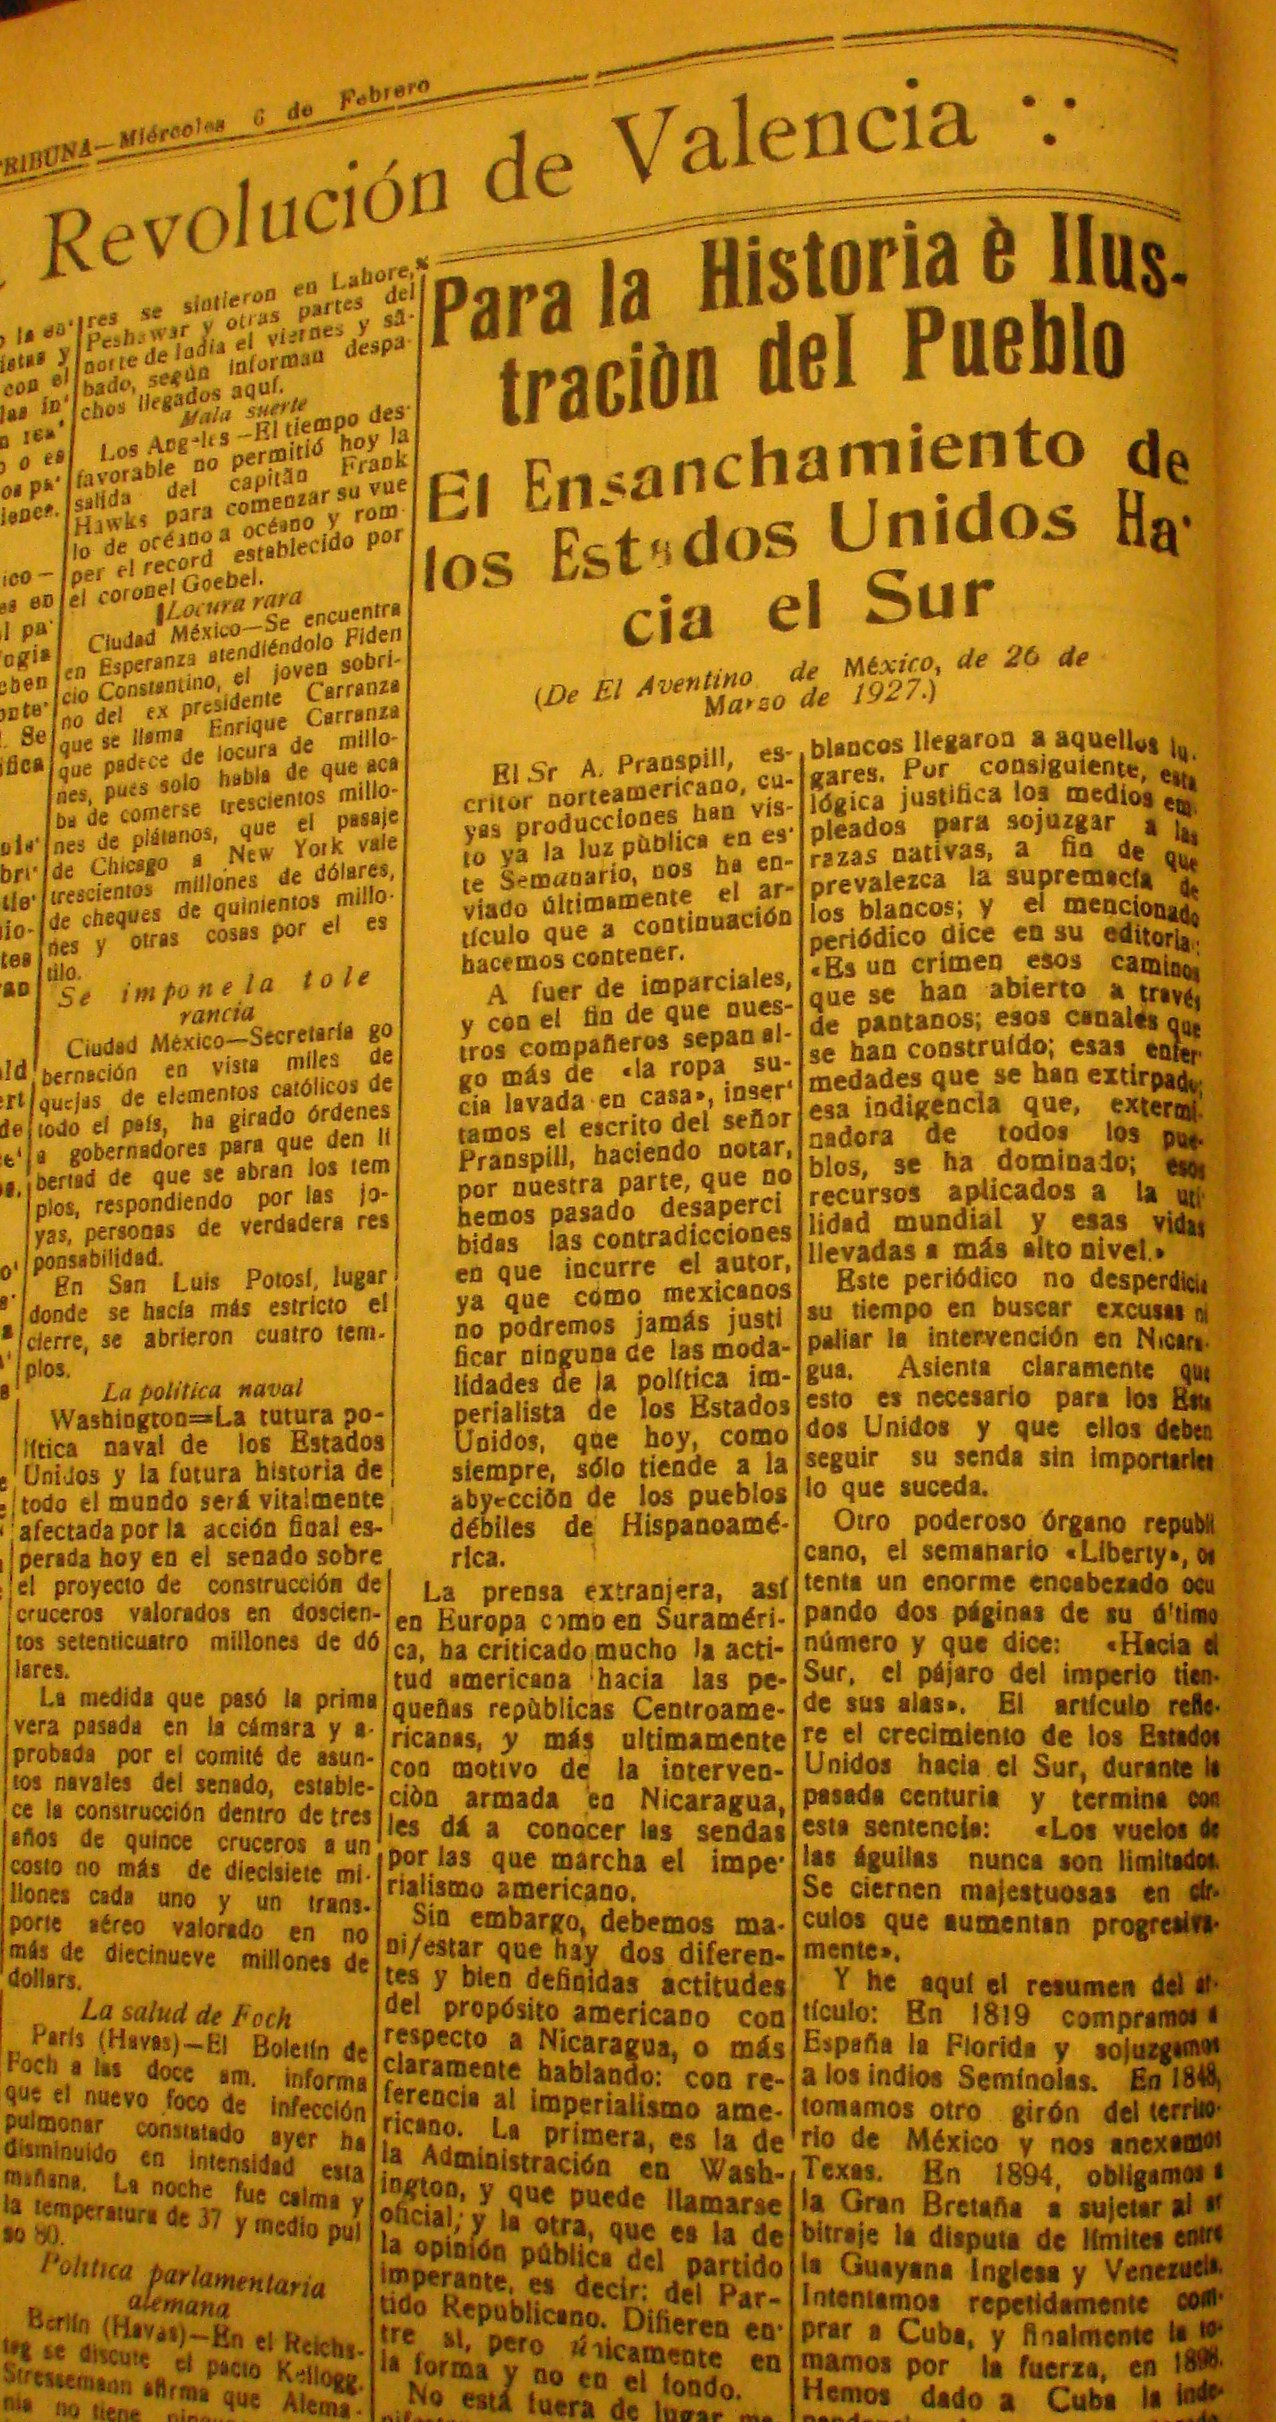 TRIBUNA—Miércoles 6 de Febrero
Revolución de Valencia
res se sintieron en Lahore,
Peshawar y otras partes del
norte de India el viernes y sá-
bado, según informan despa-
chos llegados aquí.
Mala suerte
Los Angeles—El tiempo des-
favorable no permitió hoy la
salida del capitán Frank
Hawks para comenzar su vue
lo de océano a océano y rom-
per el record establecido por
el coronel Goebel.
Locura rara
Ciudad México—Se encuentra
en Esperanza atendiéndolo Fiden
cio Constantino, el joven sobri-
no del ex presidente Carranza
que se llama Enrique Carranza
que padece de locura de millo-
nes, pues solo habla de que aca
ba de comerse trescientos millo-
nes de plátanos, que el pasaje
de Chicago a New York vale
trescientos millones de dólares,
de cheques de quinientos millo-
nes y otras cosas por el es
tilo.
Se impone la tole
rancia
Ciudad México—Secretaría go
bernación en vista miles de
quejas de elementos católicos de
todo el país, ha girado órdenes
a gobernadores para que den li
bertad de que se abran los tem
plos, respondiendo por las jo-
yas, personas de verdadera res
ponsabilidad.
En San Luis Potosí, lugar
donde se hacía más estricto el
cierre, se abrieron cuatro tem-
plos.
La política naval
Washington=La tutura po-
lítica naval de los Estados
Unidos y la futura historia de
todo el mundo será vitalmente
afectada por la acción final es-
perada hoy en el senado sobre
el proyecto de construcción de
cruceros valorados en doscien-
tos setenticuatro millones de dó
lares.
La medida que pasó la prima
vera pasada en la cámara y a-
probada por el comité de asun-
tos navales del senado, estable-
ce la construcción dentro de tres
años de quince cruceros a un
costo no más de diecisiete mi-
llones cada uno y un trans-
porte aéreo valorado en no
más de diecinueve millones de
dollars.
La salud de Foch
París (Havas)—El Boletín de
Foch a las doce am. informa
que el nuevo foco de infección
pulmonar constatado ayer ha
disminuido en intensidad esta
mañana. La noche fue calma y
la temperatura de 37 y medio pul
so 80.
Política parlamentaria
alemana
Berlín (Havas)—En el Reichs-
tag se discute el pacto Kellogg.
Stressemann afirma que Alema-
nia no tiene
Para la Historia è Ilus-
traciòn del Pueblo
El Ensanchamiento de
los Estados Unidos Ha-
cia el Sur
(De El Aventino de México, de 26 de
Marzo de 1927.)
El Sr A. Pranspill, es-
critor norteamericano, cu-
yas producciones han vis-
to ya la luz pùblica en es-
te Semanario, nos ha en-
viado últimamente el ar-
tículo que a continuación
hacemos contener.
A fuer de imparciales,
y con el fin de que nues-
tros compañeros sepan al-
go más de «la ropa su-
cia lavada en casa», inser-
tamos el escrito del señor
Pranspill, haciendo notar,
por nuestra parte, que no
hemos pasado desaperci
bidas las contradicciones
en que incurre el autor,
ya que como mexicanos
no podremos jamás justi
ficar ninguna de las moda-
lidades de la política im-
perialista de los Estados
Unidos, que hoy, como
siempre, sólo tiende a la
abyección de los pueblos
débiles de Hispanoamé-
rica.
La prensa extranjera, así
en Europa como en Suraméri-
ca, ha criticado mucho la acti-
tud americana hacia las pe-
queñas repùblicas Centroame-
ricanas, y más ultimamente
con motivo de la interven-
ciòn armada en Nicaragua,
les dá a conocer las sendas
por las que marcha el impe-
rialismo americano.
Sin embargo, debemos ma-
nifestar que hay dos diferen-
tes y bien definidas actitudes
del propósito americano con
respecto a Nicaragua, o más
claramente hablando: con re-
ferencia al imperialismo ame-
ricano. La primera, es la de
la Administración en Wash-
ington, y que puede llamarse
oficial; y la otra, que es la de
la opinión pública del partido
imperante, es decir: del Par-
tido Republicano. Difieren en-
tre sí, pero únicamente en
la forma y no en el fondo.
No está fuera de lugar
blancos llegaron a aquellos lu-
gares. Por consiguiente, esta
lógica justifica los medios em-
pleados para sojuzgar a las
razas nativas, a fin de que
prevalezca la supremacía de
los blancos; y el mencionado
periódico dice en su editorial:
«Es un crimen esos caminos
que se han abierto a través
de pantanos; esos canales que
se han construído; esas enfer-
medades que se han extirpado;
esa indigencia que, extermi-
nadora de todos los pue-
blos, se ha dominado; esos
recursos aplicados a la uti-
lidad mundial y esas vidas
llevadas a más alto nivel.»
Este periódico no desperdicia
su tiempo en buscar excusas ni
paliar la intervención en Nicara-
gua. Asienta claramente que
esto es necesario para los Esta
dos Unidos y que ellos deben
seguir su senda sin importarles
lo que suceda.
Otro poderoso órgano republi
cano, el semanario «Liberty», os
tenta un enorme encabezado ocu
pando dos páginas de su último
número y que dice: «Hacia el
Sur, el pájaro del imperio tien-
de sus alas». El artículo refie-
re el crecimiento de los Estados
Unidos hacia el Sur, durante la
pasada centuria y termina con
esta sentencia: «Los vuelos de
las águilas nunca son limitados.
Se ciernen majestuosas en cír-
culos que aumentan progresiva-
mente».
Y he aquí el resumen del ar-
tículo: En 1819 compramos a
España la Florida y sojuzgamos
a los indios Semínolas. En 1848,
tomamos otro girón del territo-
rio de México y nos anexamos
Texas. En 1894, obligamos a
la Gran Bretaña a sujetar al ar
bitraje la disputa de límites entre
la Guayana Inglesa y Venezuela.
Intentamos repetidamente com-
prar a Cuba, y finalmente la to-
mamos por la fuerza, en 1898.
Hemos dado a Cuba la inde-